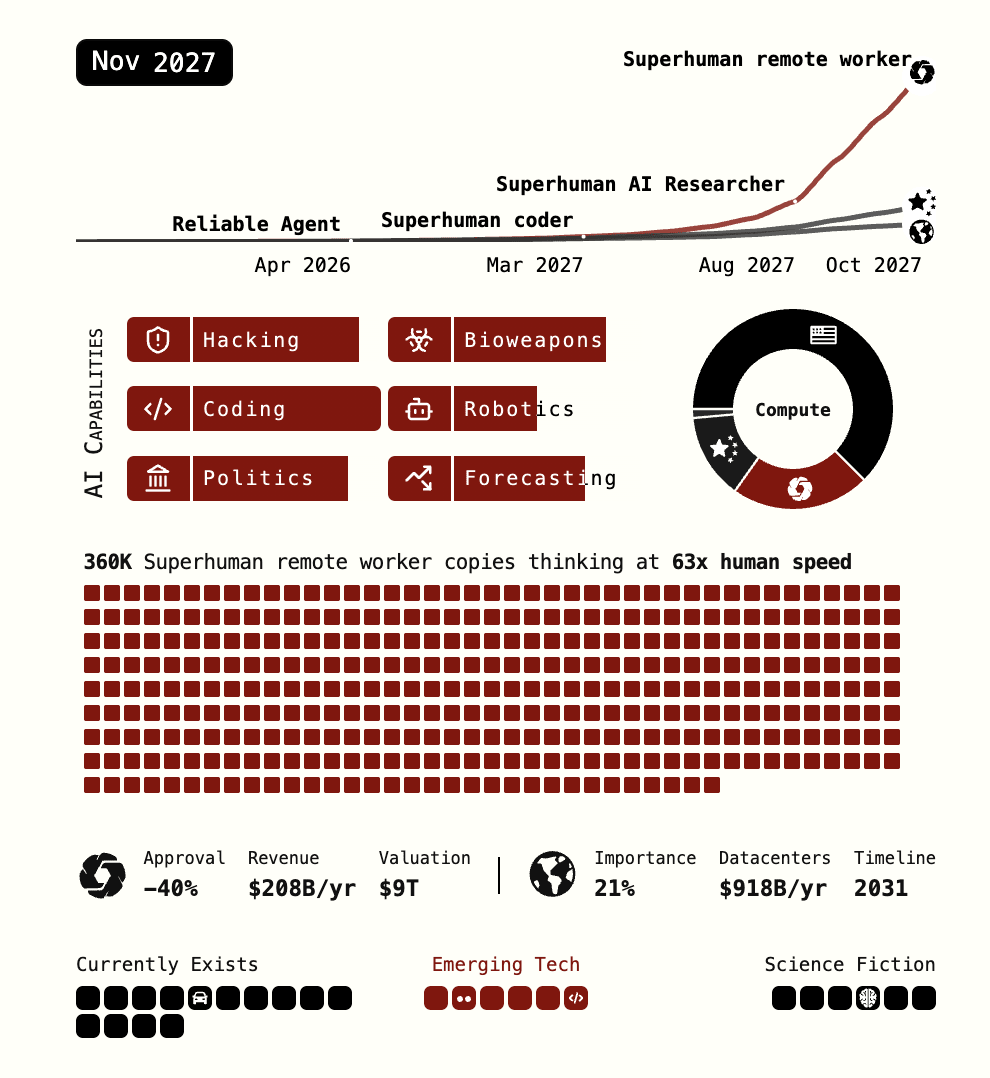 Nov 2027
Superhuman remote worker
Superhuman AI Researcher
Reliable Agent
Superhuman coder
Apr 2026
Mar 2027
Aug 2027
Oct 2027
AI Capabilities
Hacking
Bioweapons
Coding
Robotics
Politics
Forecasting
Compute
360K Superhuman remote worker copies thinking at 63x human speed
Approval Revenue Valuation
-40% $208B/yr $9T
Importance Datacenters Timeline
21% $918B/yr 2031
Currently Exists
Emerging Tech
Science Fiction